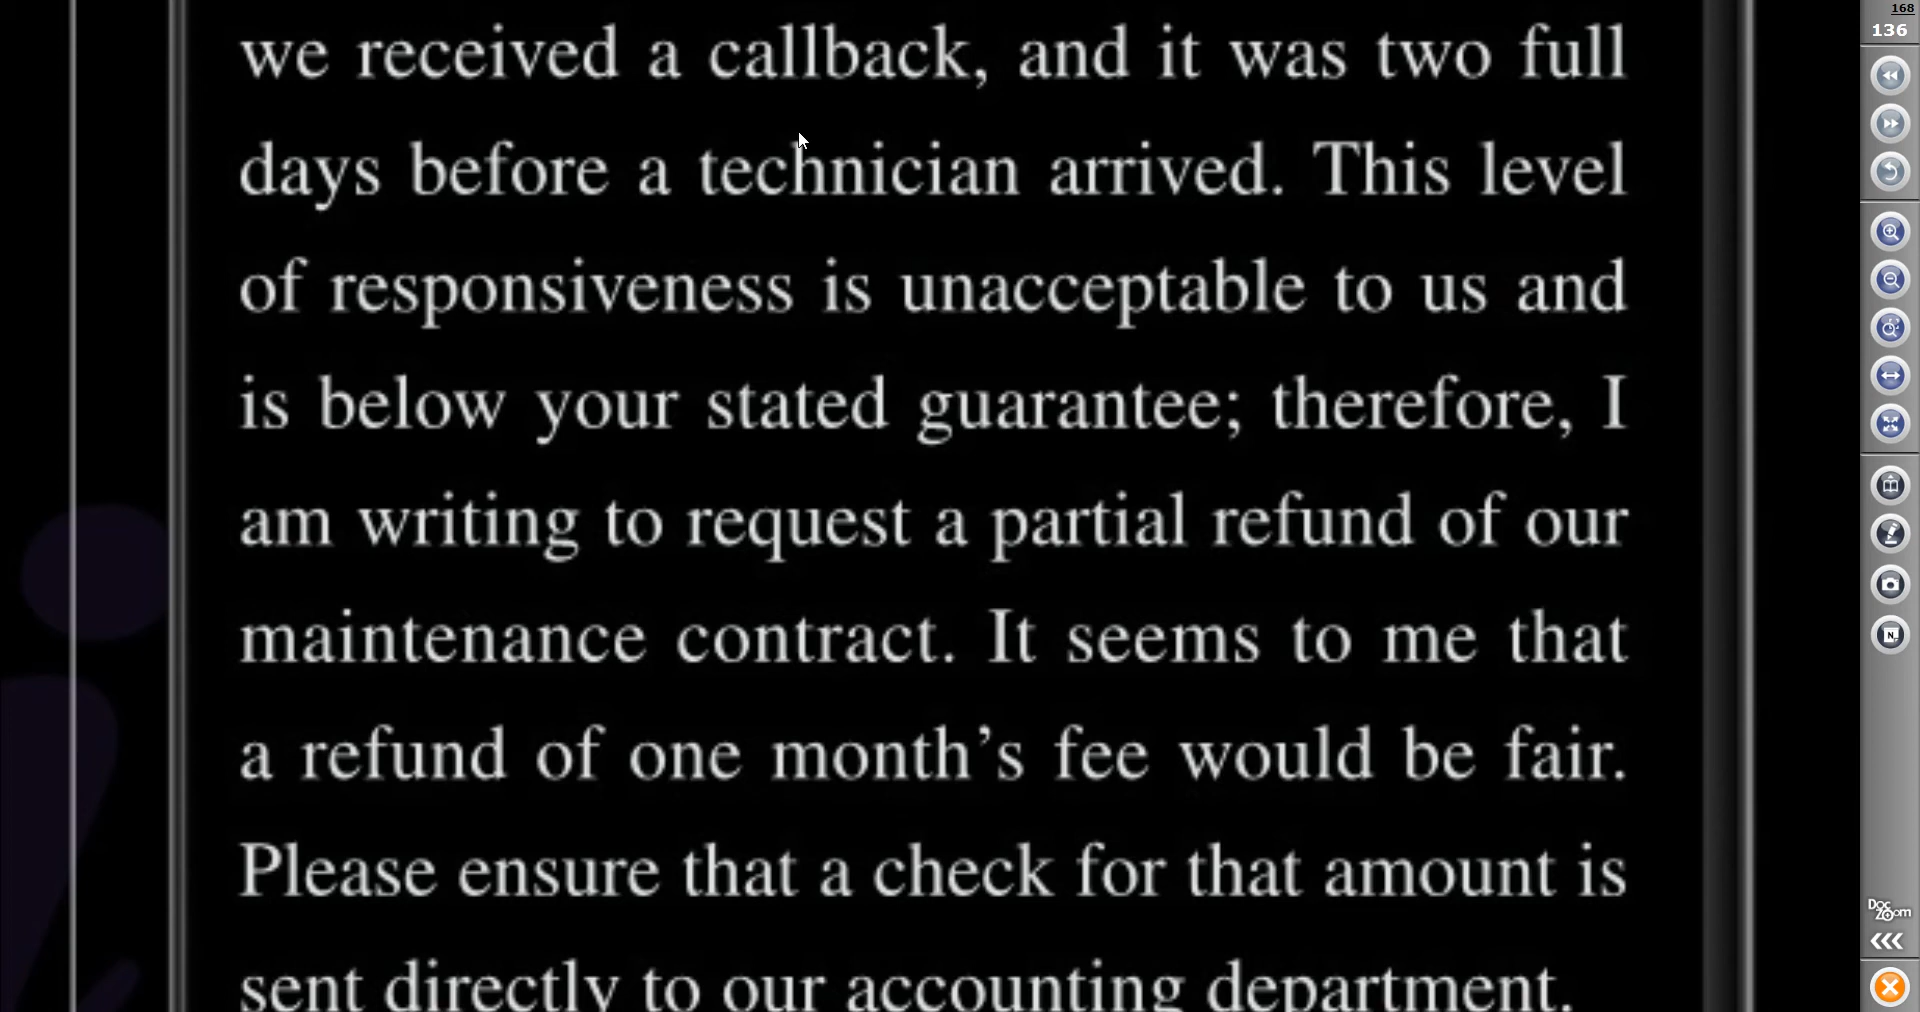 we received a callback, and it was two full
days before a technician arrived. This level
of responsiveness is unacceptable to us and
is below your stated guarantee; therefore, I
am writing to request a partial refund of our
maintenance contract. It seems to me that
a refund of one month’s fee would be fair.
Please ensure that a check for that amount is
sent directly to our accounting department.
168
136
N
Doc
Zoom